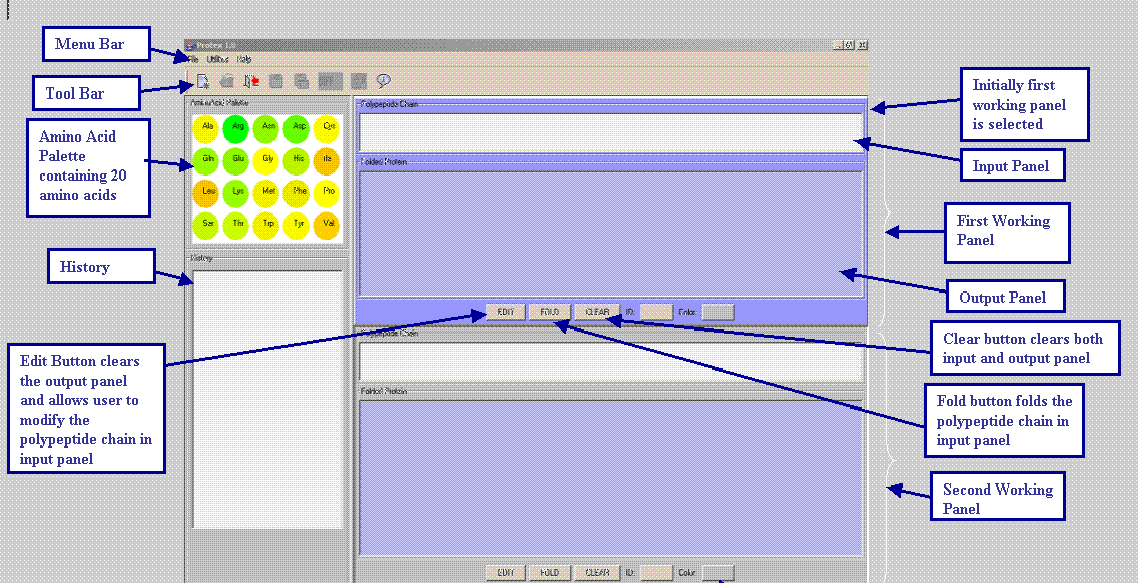 Menu Bar
Protex 1.0
File Utilities Help
Tool Bar
AminoAcid Palette
Ala Arg Asn Asp Cys
Gln Glu Gly His Ile
Leu Lys Met Phe Pro
Ser Thr Trp Tyr Val
Amino Acid
Palette
containing 20
amino acids
History
History
Polypeptide Chain
Folded Protein
EDIT FOLD CLEAR ID: Color:
Polypeptide Chain
Folded Protein
EDIT FOLD CLEAR ID: Color:
Edit Button clears
the output panel
and allows user to
modify the
polypeptide chain in
input panel
Initially first
working panel
is selected
Input Panel
First Working
Panel
Output Panel
Clear button clears both
input and output panel
Fold button folds the
polypeptide chain in
input panel
Second Working
Panel